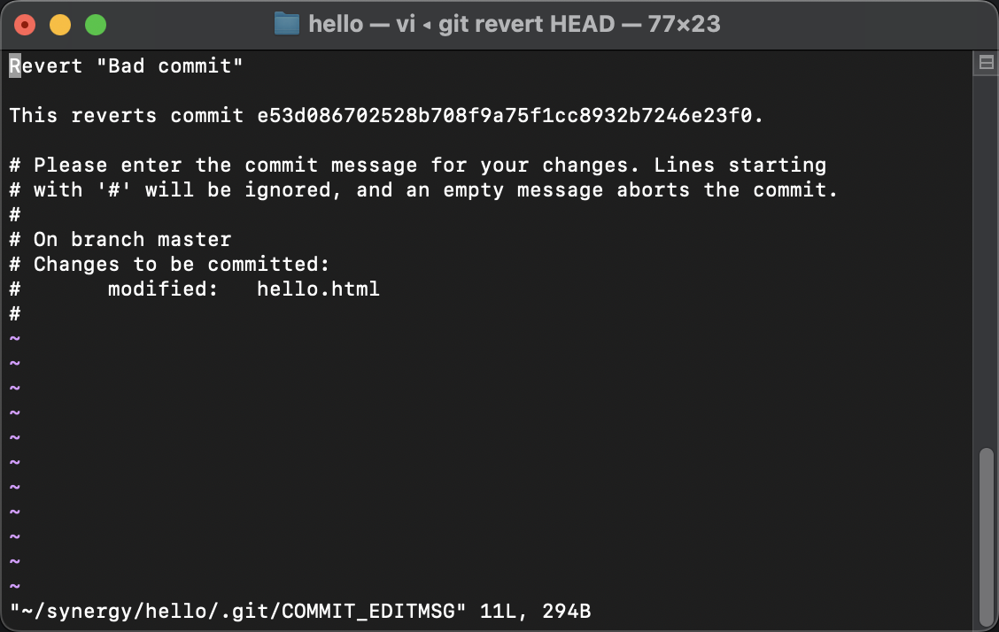 hello — vi ◂ git revert HEAD — 77×23
Revert "Bad commit"
This reverts commit e53d086702528b708f9a75f1cc8932b7246e23f0.
# Please enter the commit message for your changes. Lines starting
# with '#' will be ignored, and an empty message aborts the commit.
#
# On branch master
# Changes to be committed:
#       modified:   hello.html
#
~
~
~
~
~
~
~
~
~
~
~
"~/synergy/hello/.git/COMMIT_EDITMSG" 11L, 294B